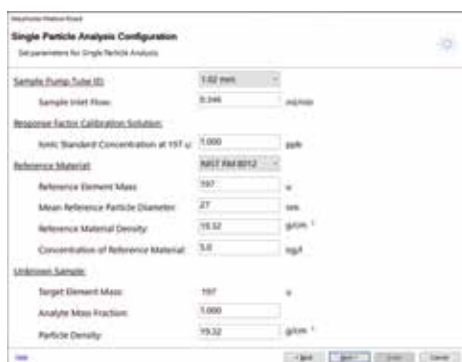 Single Particle Analysis Configuration
Set parameters for Single Particle Analysis
Sample Pump Tube ID: 1.02 mm
Sample Inlet Flow: 0.346 ml/min
Response Factor Calibration Solution:
Ionic Standard Concentration at 197 u: 1.000 ppb
Reference Material: NIST RM 8012
Reference Element Mass 197 u
Mean Reference Particle Diameter: 27 nm
Reference Material Density: 19.32 g/cm
Concentration of Reference Material: 5.0 ng/l
Unknown Sample:
Target Element Mass: 197 u
Analyte Mass Fraction: 1.000
Particle Density: 19.32 g/cm
< Back Next > Cancel